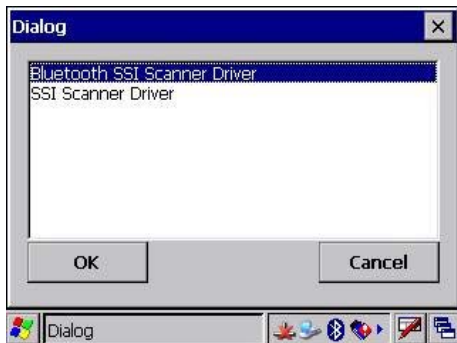 Dialog
Bluetooth SSI Scanner Driver
SSI Scanner Driver
OK
Cancel
Dialog